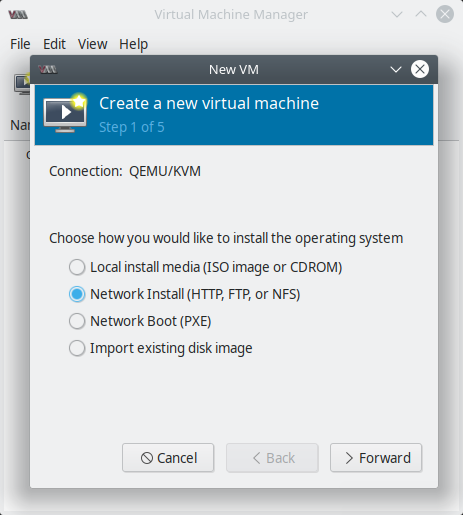 Virtual Machine Manager
File Edit View Help
New VM
Create a new virtual machine
Step 1 of 5
Connection: QEMU/KVM
Choose how you would like to install the operating system
Local install media (ISO image or CDROM)
Network Install (HTTP, FTP, or NFS)
Network Boot (PXE)
Import existing disk image
Cancel Back Forward